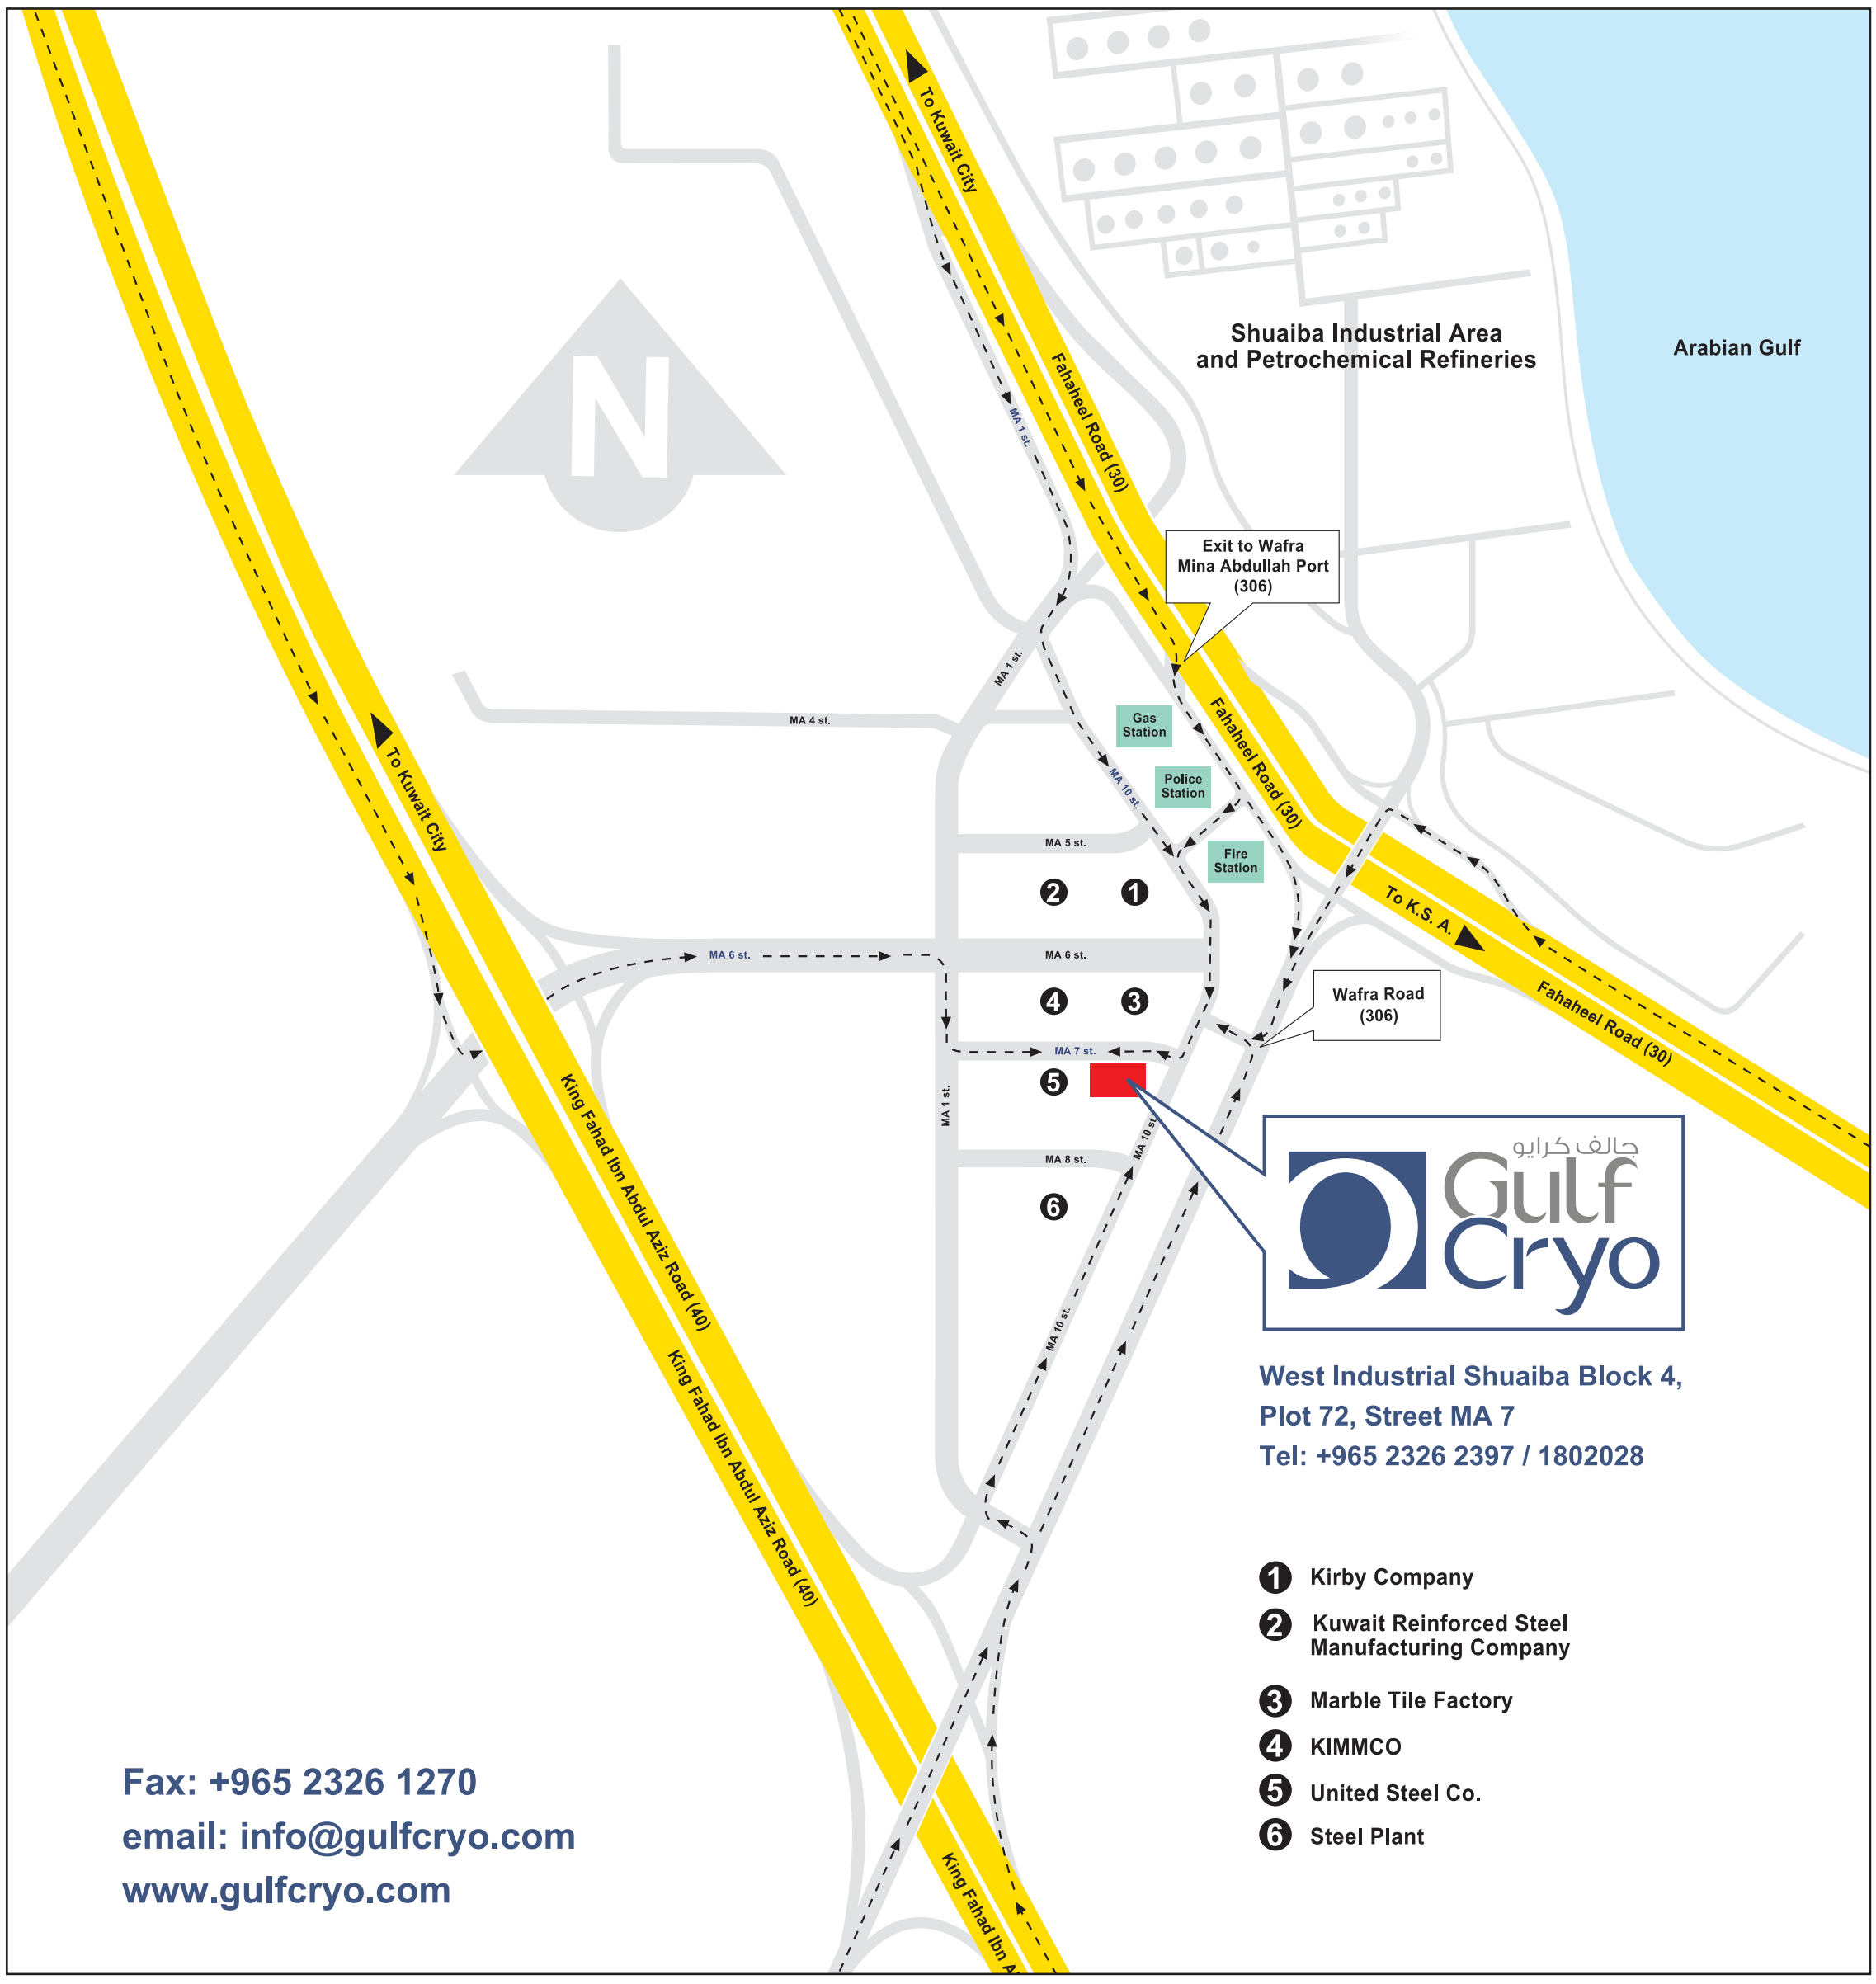 To Kuwait City
Shuaiba Industrial Area
and Petrochemical Refineries
Arabian Gulf
N
Fahaheel Road (30)
MA 1 st.
Exit to Wafra
Mina Abdullah Port
(306)
MA 1 st.
MA 4 st.
Gas
Station
Fahaheel Road (30)
To Kuwait City
MA 10 st.
Police
Station
MA 5 st.
Fire
Station
2
1
To K.S. A.
MA 6 st.
MA 6 st.
4
3
Wafra Road
(306)
Fahaheel Road (30)
MA 7 st.
5
MA 1 st.
MA 10 st.
King Fahad Ibn Abdul Aziz Road (40)
MA 8 st.
6
جالف كرايو
Gulf
Cryo
MA 10 st.
King Fahad Ibn Abdul Aziz Road (40)
West Industrial Shuaiba Block 4,
Plot 72, Street MA 7
Tel: +965 2326 2397 / 1802028
1 Kirby Company
2 Kuwait Reinforced Steel
Manufacturing Company
3 Marble Tile Factory
4 KIMMCO
5 United Steel Co.
6 Steel Plant
Fax: +965 2326 1270
email: info@gulfcryo.com
www.gulfcryo.com
King Fahad Ibn A